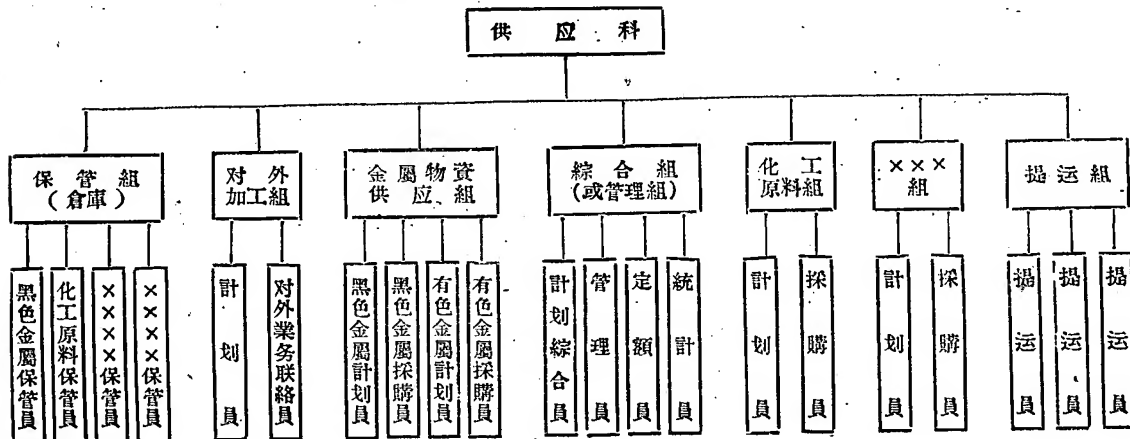 供应科
保管組
(倉庫)
对外
加工組
金屬物資
供应組
綜合組
(或管理組)
化工
原料組
×××
組
提运組
黑色金屬保管員
化工原料保管員
××××保管員
××××保管員
計划員
对外業务联絡員
黑色金屬計划員
黑色金屬採購員
有色金屬計划員
有色金屬採購員
計划綜合員
管理員
定額員
統計員
計划員
採購員
計划員
採購員
提运員
提运員
提运員